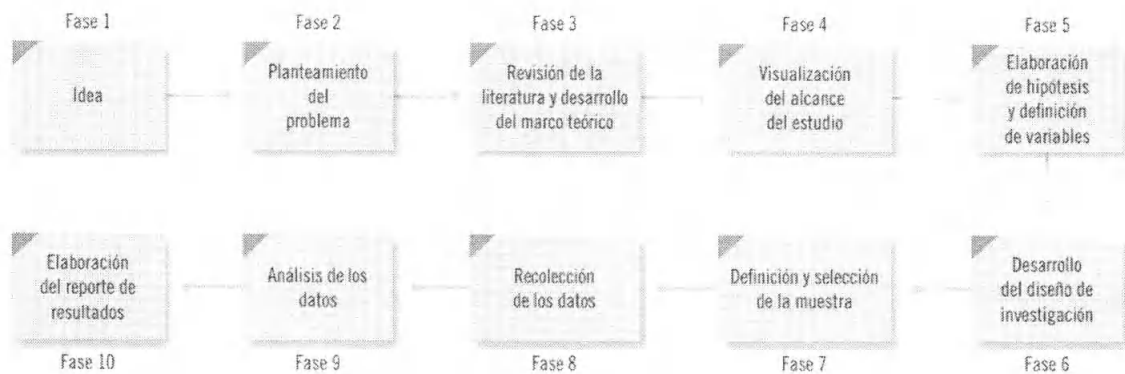 Fase 1
Idea
Fase 2
Planteamiento
del
problema
Fase 3
Revisión de la
literatura y desarrollo
del marco teórico
Fase 4
Visualización
del alcance
del estudio
Fase 5
Elaboración
de hipótesis
y definición
de variables
Desarrollo
del diseño de
investigación
Fase 6
Definición y selección
de la muestra
Fase 7
Recolección
de los datos
Fase 8
Análisis de los
datos
Fase 9
Elaboración
del reporte de
resultados
Fase 10